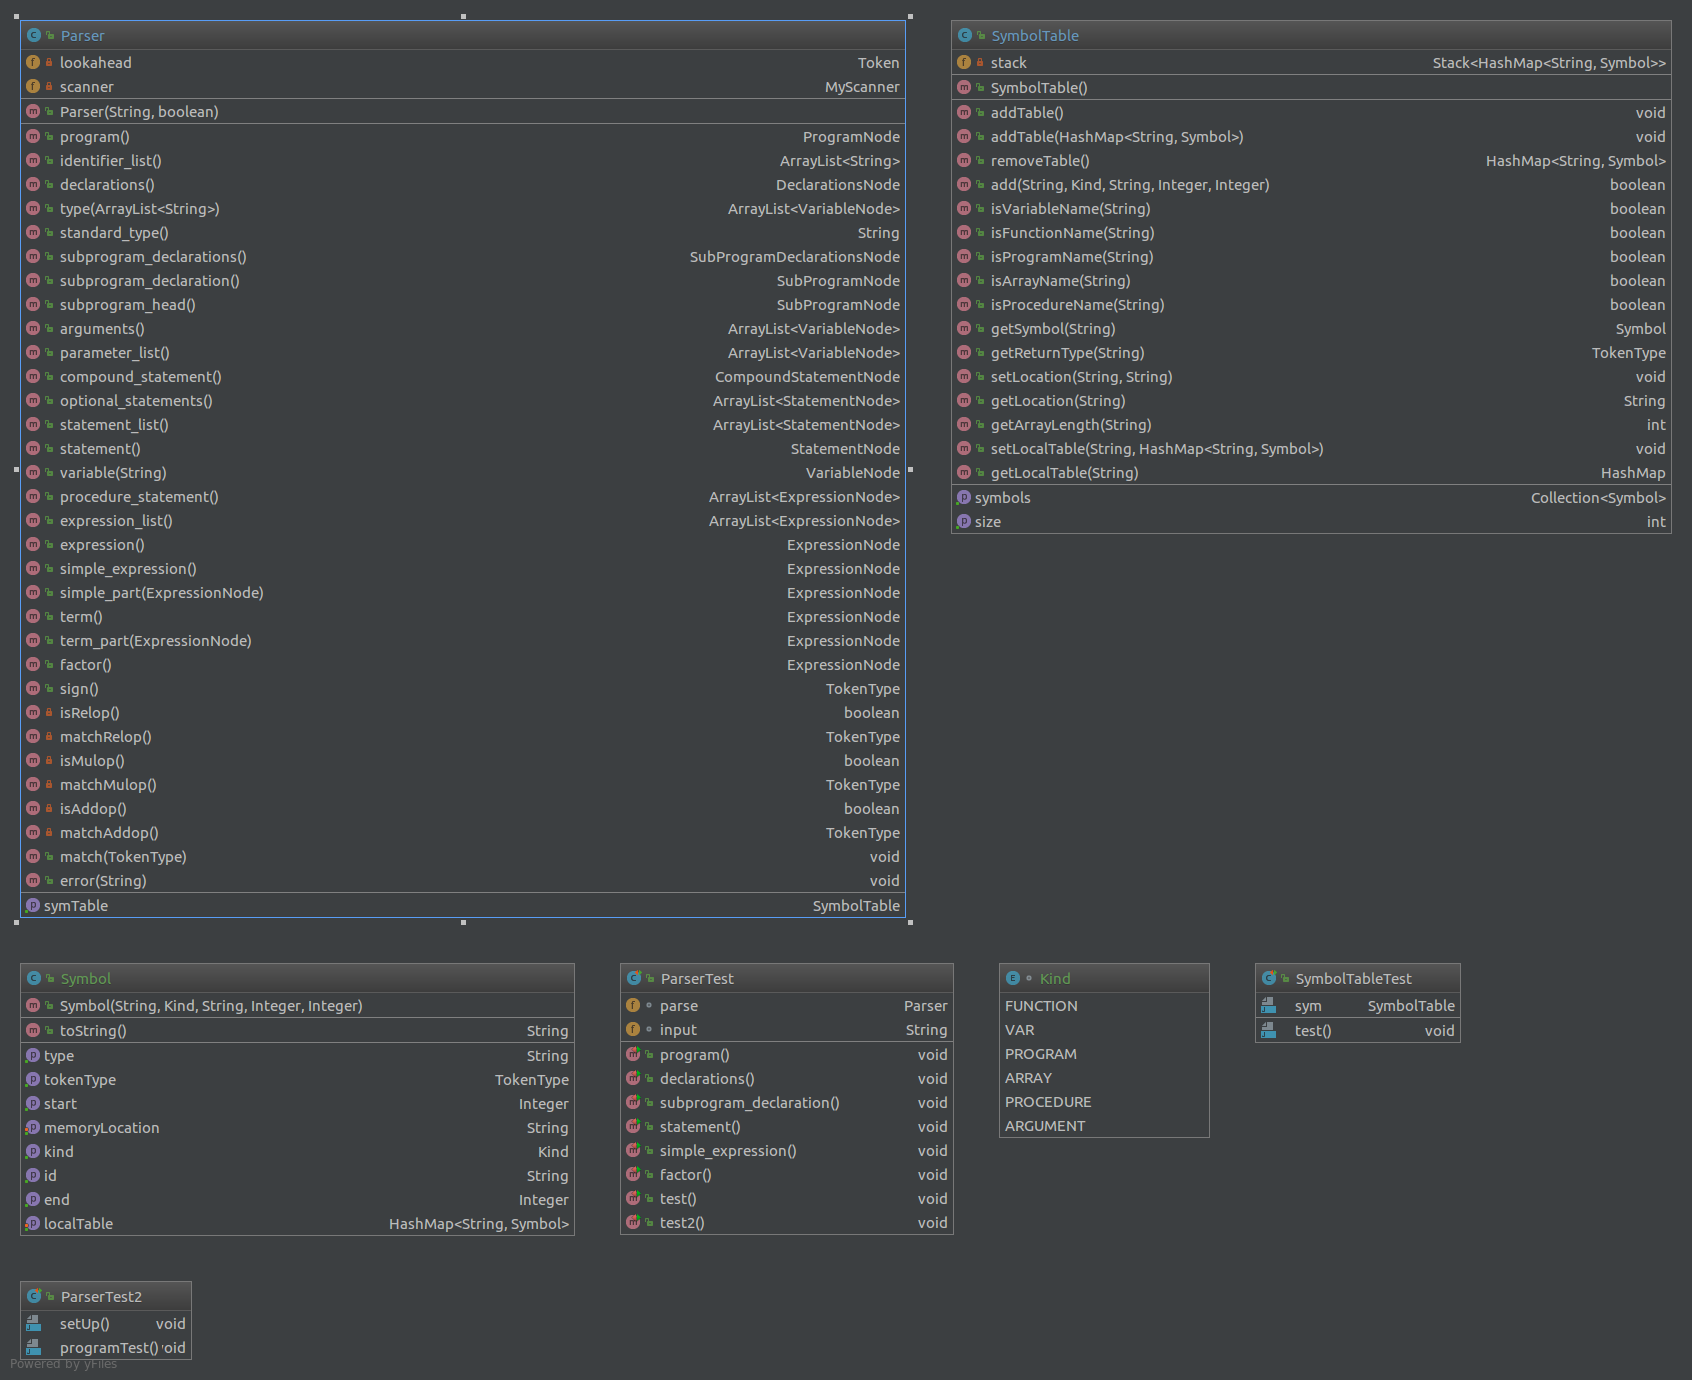 Parser
lookahead Token
scanner MyScanner
Parser(String, boolean)
program() ProgramNode
identifier_list() ArrayList<String>
declarations() DeclarationsNode
type(ArrayList<String>) ArrayList<VariableNode>
standard_type() String
subprogram_declarations() SubProgramDeclarationsNode
subprogram_declaration() SubProgramNode
subprogram_head() SubProgramNode
arguments() ArrayList<VariableNode>
parameter_list() ArrayList<VariableNode>
compound_statement() CompoundStatementNode
optional_statements() ArrayList<StatementNode>
statement_list() ArrayList<StatementNode>
statement() StatementNode
variable(String) VariableNode
procedure_statement() ArrayList<ExpressionNode>
expression_list() ArrayList<ExpressionNode>
expression() ExpressionNode
simple_expression() ExpressionNode
simple_part(ExpressionNode) ExpressionNode
term() ExpressionNode
term_part(ExpressionNode) ExpressionNode
factor() ExpressionNode
sign() TokenType
isRelop() boolean
matchRelop() TokenType
isMulop() boolean
matchMulop() TokenType
isAddop() boolean
matchAddop() TokenType
match(TokenType) void
error(String) void
symTable SymbolTable
SymbolTable
stack Stack<HashMap<String, Symbol>>
SymbolTable()
addTable() void
addTable(HashMap<String, Symbol>) void
removeTable() HashMap<String, Symbol>
add(String, Kind, String, Integer, Integer) boolean
isVariableName(String) boolean
isFunctionName(String) boolean
isProgramName(String) boolean
isArrayName(String) boolean
isProcedureName(String) boolean
getSymbol(String) Symbol
getReturnType(String) TokenType
setLocation(String, String) void
getLocation(String) String
getArrayLength(String) int
setLocalTable(String, HashMap<String, Symbol>) void
getLocalTable(String) HashMap
symbols Collection<Symbol>
size int
Symbol
Symbol(String, Kind, String, Integer, Integer)
toString() String
type String
tokenType TokenType
start Integer
memoryLocation String
kind Kind
id String
end Integer
localTable HashMap<String, Symbol>
ParserTest
parse Parser
input String
program() void
declarations() void
subprogram_declaration() void
statement() void
simple_expression() void
factor() void
test() void
test2() void
Kind
FUNCTION
VAR
PROGRAM
ARRAY
PROCEDURE
ARGUMENT
SymbolTableTest
sym SymbolTable
test() void
ParserTest2
setUp() void
programTest() void
Powered by yFiles